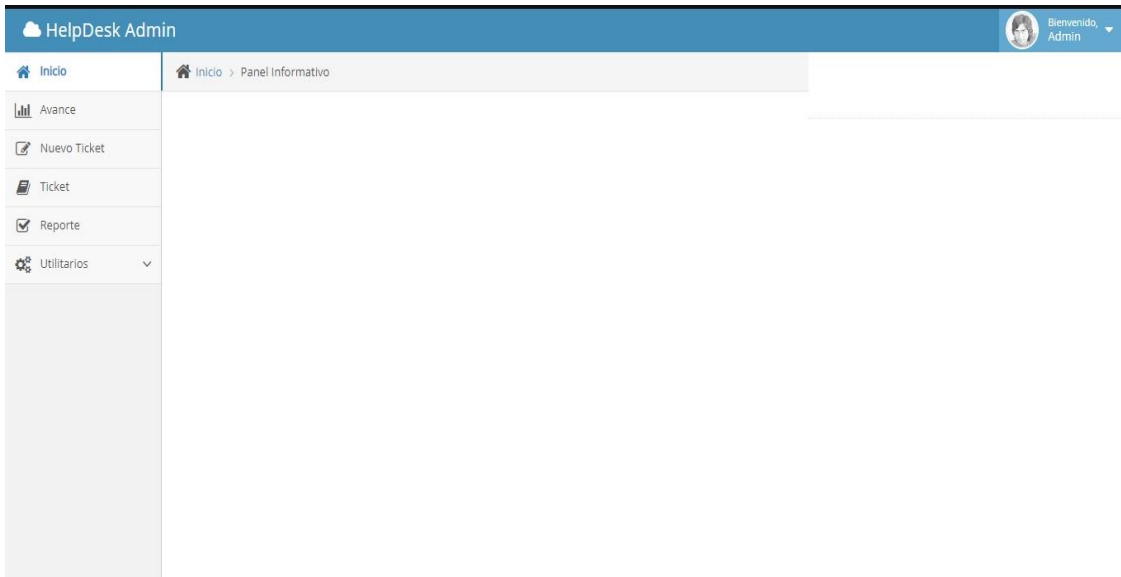 HelpDesk Admin
Bienvenido,
Admin
Inicio
Inicio > Panel Informativo
Avance
Nuevo Ticket
Ticket
Reporte
Utilitarios